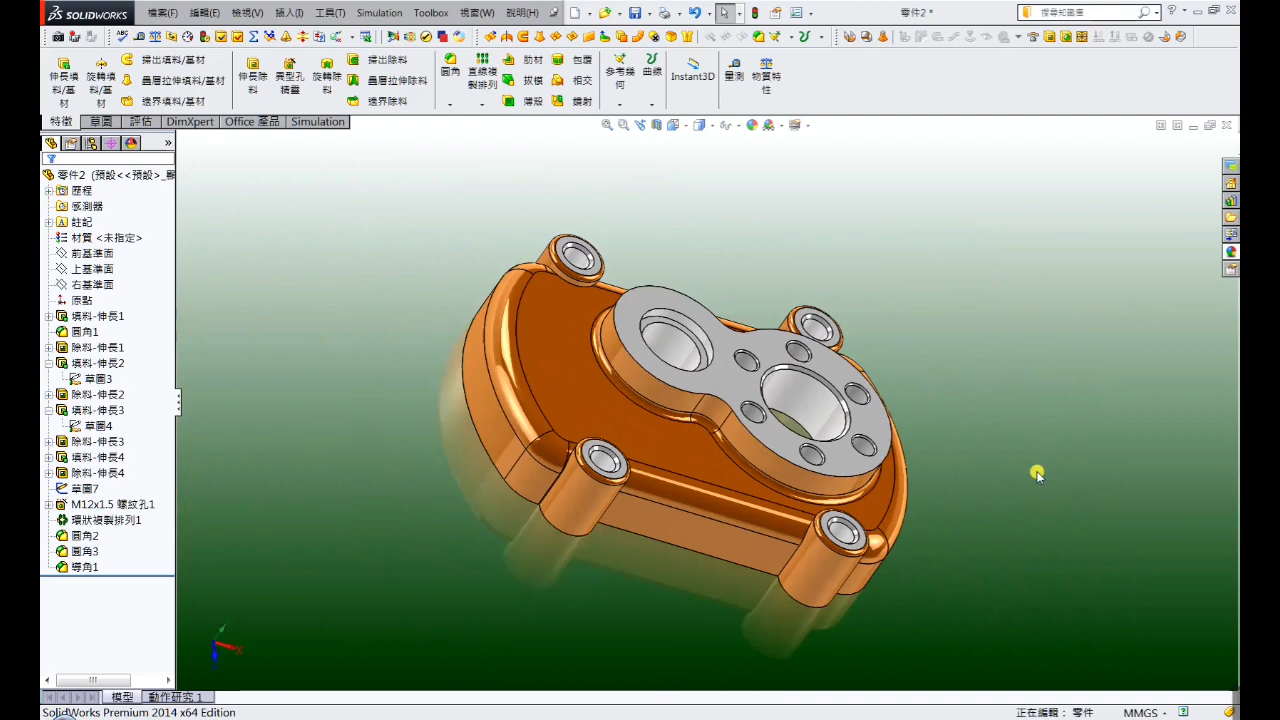 SOLIDWORKS 檔案(F) 編輯(E) 檢視(V) 插入(I) 工具(T) Simulation Toolbox 視窗(W) 說明(H) 零件2 * 搜尋知識庫
伸長填料/基材
旋轉填料/基材
掃出填料/基材
疊層拉伸填料/基材
邊界填料/基材
伸長除料
異型孔精靈
旋轉除料
掃出除料
疊層拉伸除料
邊界除料
圓角
直線複製排列
肋材
拔模
薄殼
包覆
相交
鏡射
參考幾何
曲線
Instant3D
量測
物質特性
特徵 草圖 評估 DimXpert Office 產品 Simulation
零件2 (預設<<預設>_顯
歷程
感測器
註記
材質 <未指定>
前基準面
上基準面
右基準面
原點
填料-伸長1
圓角1
除料-伸長1
填料-伸長2
草圖3
除料-伸長2
填料-伸長3
草圖4
除料-伸長3
填料-伸長4
除料-伸長4
草圖7
M12x1.5 螺紋孔1
環狀複製排列1
圓角2
圓角3
導角1
X
模型 動作研究 1
SolidWorks Premium 2014 x64 Edition 正在編輯： 零件 MMGS